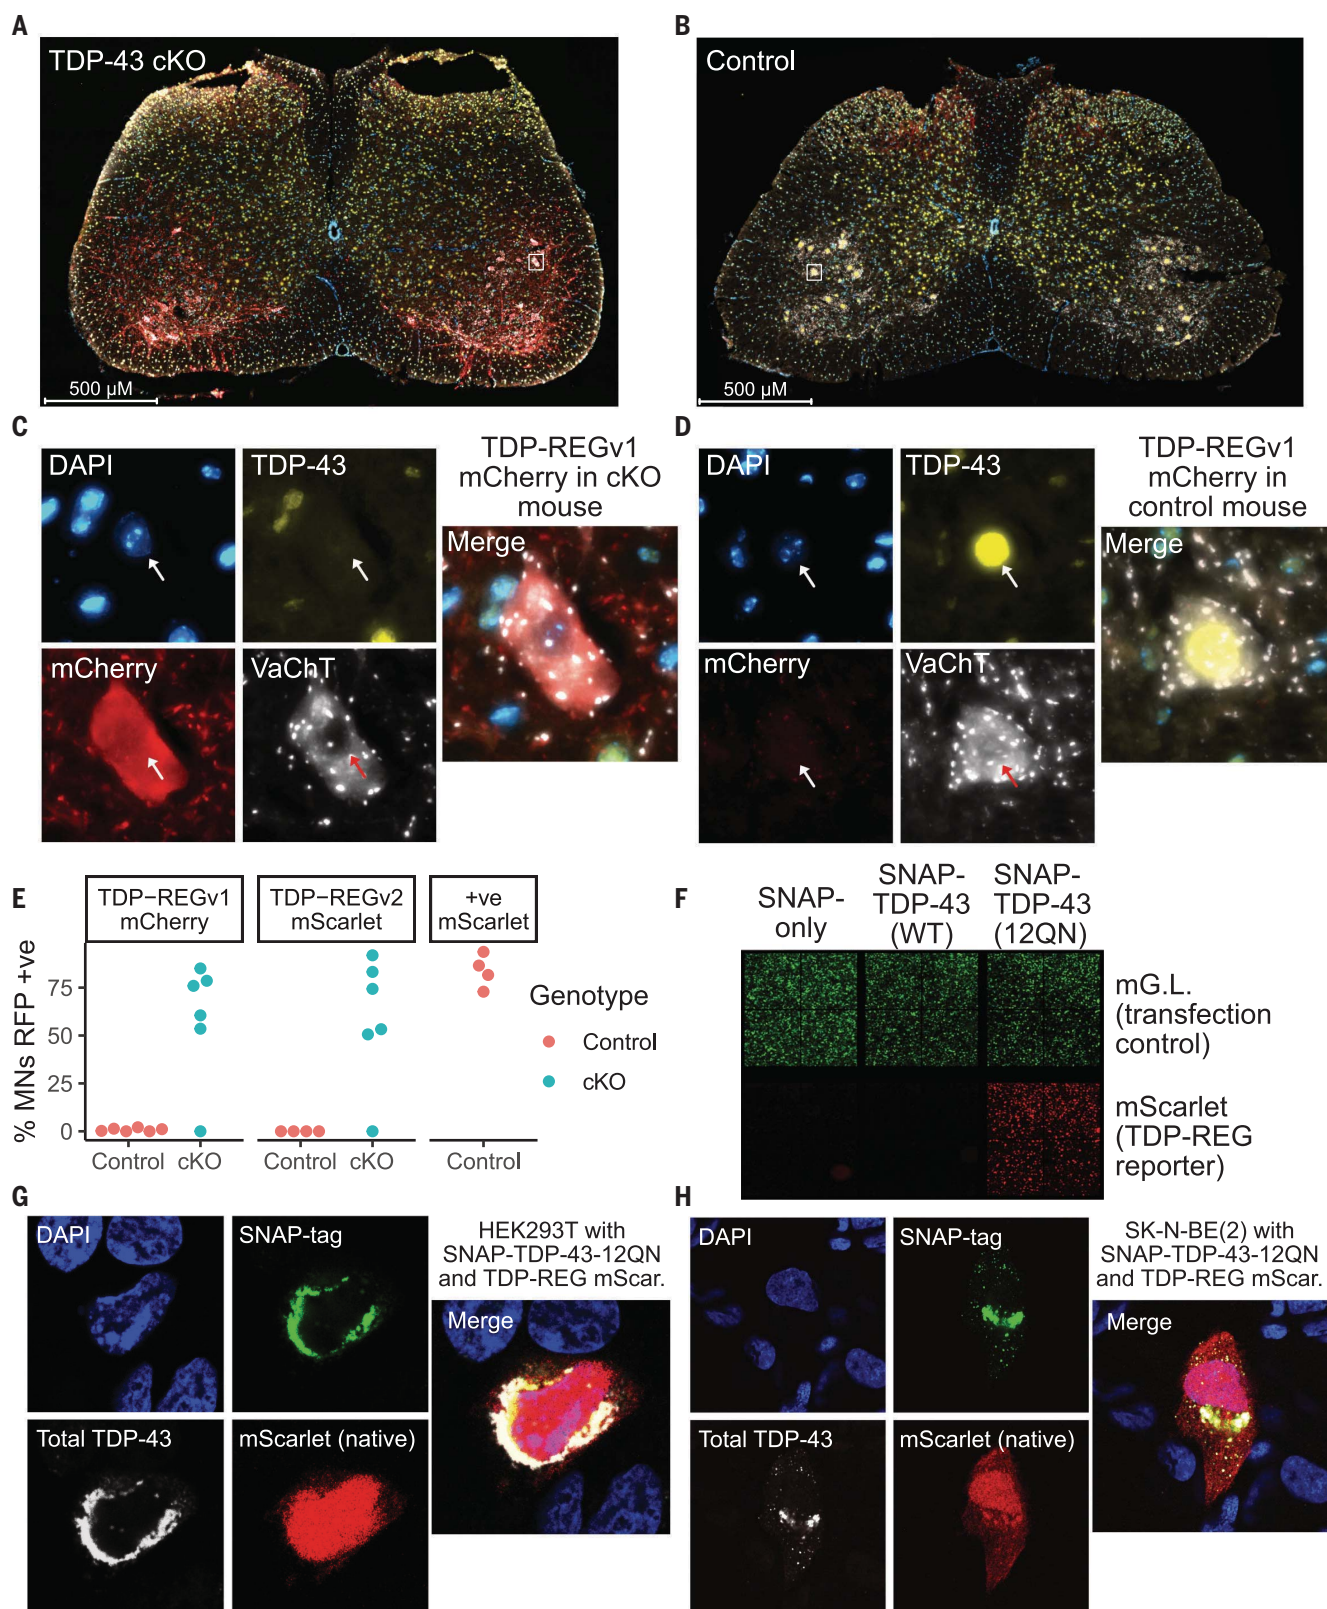 A
TDP-43 cKO
500 µM
B
Control
500 µM
C
DAPI
TDP-43
mCherry
VaChT
TDP-REGv1
mCherry in cKO
mouse
Merge
D
DAPI
TDP-43
mCherry
VaChT
TDP-REGv1
mCherry in
control mouse
Merge
E
TDP−REGv1
mCherry
TDP−REGv2
mScarlet
+ve
mScarlet
% MNs RFP +ve
75
50
25
0
Control
cKO
Control
cKO
Control
Genotype
Control
cKO
F
SNAP-
only
SNAP-
TDP-43
(WT)
SNAP-
TDP-43
(12QN)
mG.L.
(transfection
control)
mScarlet
(TDP-REG
reporter)
G
DAPI
SNAP-tag
Total TDP-43
mScarlet (native)
HEK293T with
SNAP-TDP-43-12QN
and TDP-REG mScar.
Merge
H
DAPI
SNAP-tag
Total TDP-43
mScarlet (native)
SK-N-BE(2) with
SNAP-TDP-43-12QN
and TDP-REG mScar.
Merge